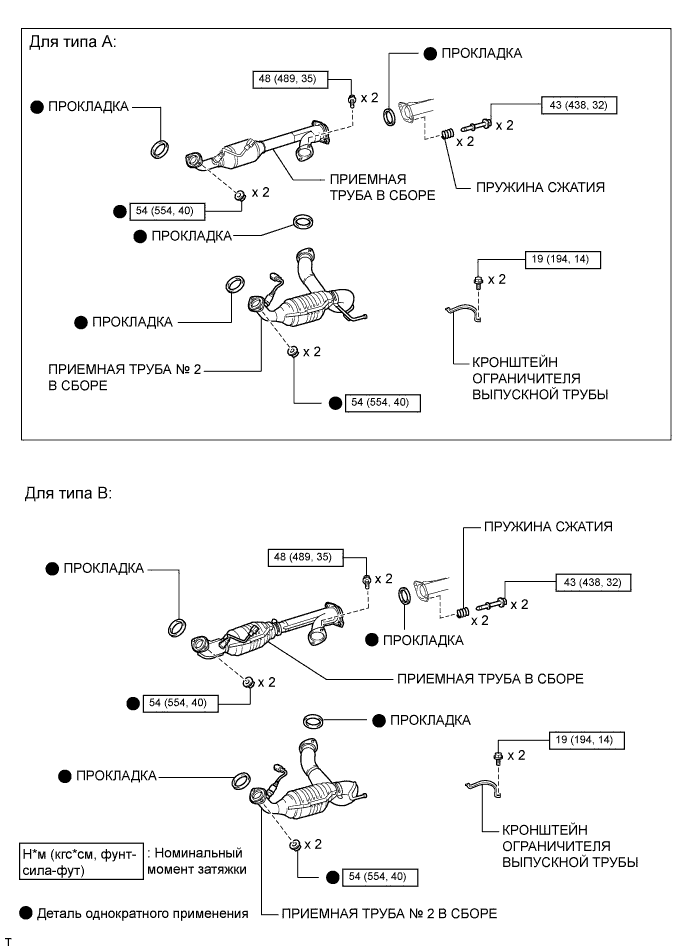 Для типа А:
ПРОКЛАДКА
48 (489, 35)
x 2
ПРОКЛАДКА
43 (438, 32)
x 2
x 2
ПРИЕМНАЯ
ТРУБА В СБОРЕ
ПРУЖИНА СЖАТИЯ
x 2
54 (554, 40)
ПРОКЛАДКА
19 (194, 14)
x 2
ПРОКЛАДКА
x 2
ПРИЕМНАЯ ТРУБА № 2
В СБОРЕ
КРОНШТЕЙН
ОГРАНИЧИТЕЛЯ
ВЫПУСКНОЙ ТРУБЫ
54 (554, 40)
Для типа В:
ПРУЖИНА СЖАТИЯ
48 (489, 35)
ПРОКЛАДКА
x 2
43 (438, 32)
x 2
x 2
ПРОКЛАДКА
ПРИЕМНАЯ ТРУБА В СБОРЕ
x 2
54 (554, 40)
ПРОКЛАДКА
19 (194, 14)
x 2
ПРОКЛАДКА
КРОНШТЕЙН
ОГРАНИЧИТЕЛЯ
ВЫПУСКНОЙ ТРУБЫ
x 2
Н*м (кгс*см, фунт-
сила-фут)
: Номинальный
момент затяжки
54 (554, 40)
Деталь однократного применения
ПРИЕМНАЯ ТРУБА № 2 В СБОРЕ
T